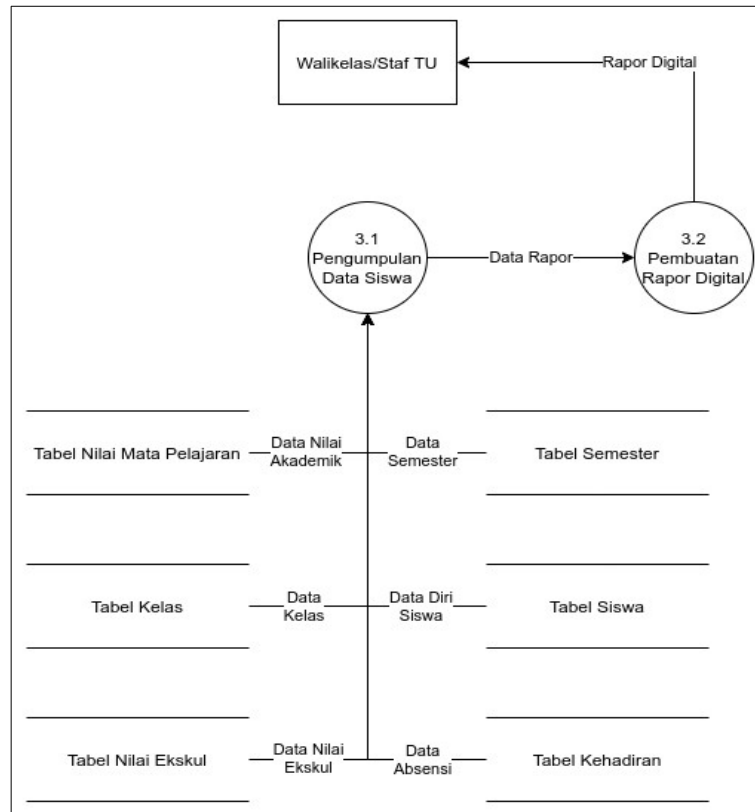 Walikelas/Staf TU
Rapor Digital
3.1
Pengumpulan
Data Siswa
Data Rapor
3.2
Pembuatan
Rapor Digital
Tabel Nilai Mata Pelajaran
Data Nilai
Akademik
Data
Semester
Tabel Semester
Tabel Kelas
Data
Kelas
Data Diri
Siswa
Tabel Siswa
Tabel Nilai Ekskul
Data Nilai
Ekskul
Data
Absensi
Tabel Kehadiran